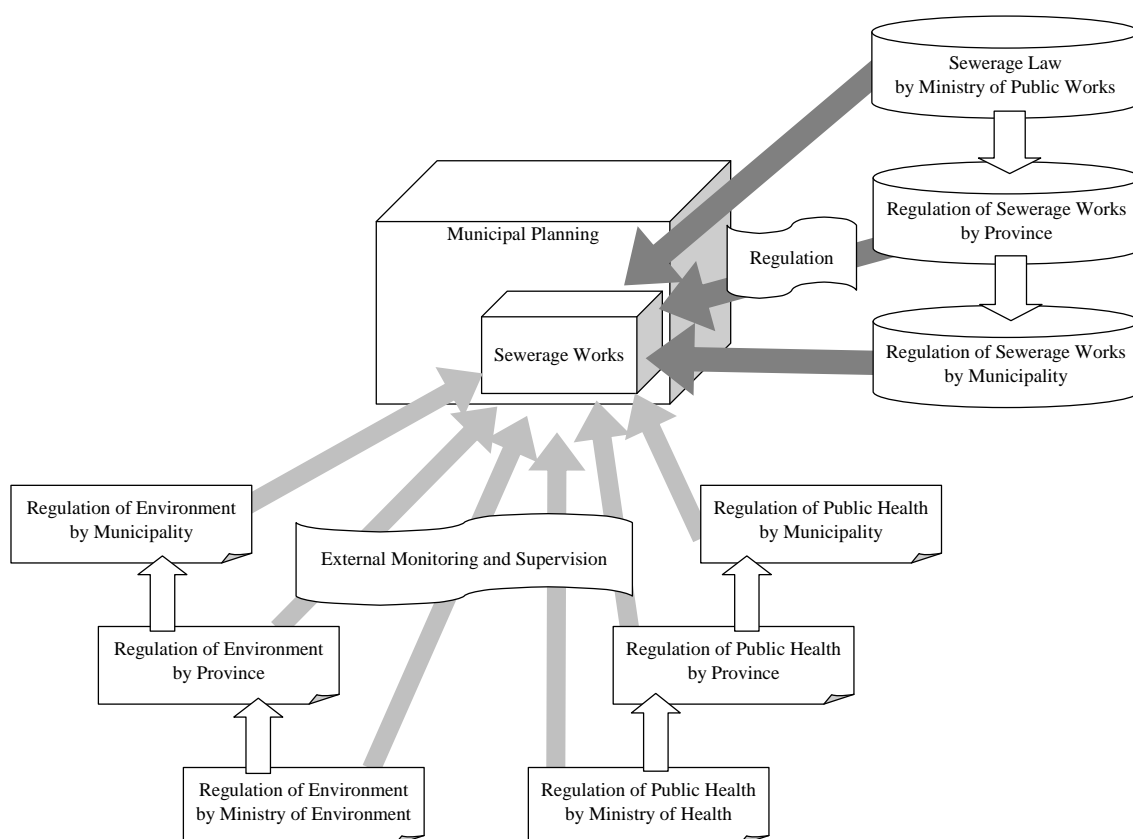 Sewerage Law
by Ministry of Public Works
Regulation of Sewerage Works
by Province
Municipal Planning
Regulation
Sewerage Works
Regulation of Sewerage Works
by Municipality
Regulation of Environment
by Municipality
External Monitoring and Supervision
Regulation of Public Health
by Municipality
Regulation of Environment
by Province
Regulation of Public Health
by Province
Regulation of Environment
by Ministry of Environment
Regulation of Public Health
by Ministry of Health